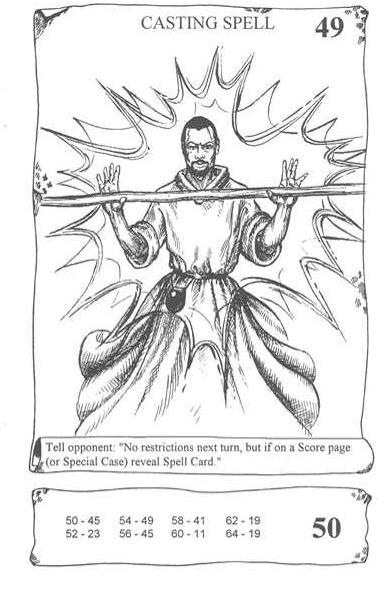 CASTING SPELL 49
Tell opponent: "No restrictions next turn, but if on a Score page
(or Special Case) reveal Spell Card."
50 - 45 54 - 49 58 - 41 62 - 19 50
52 - 23 56 - 45 60 - 11 64 - 19